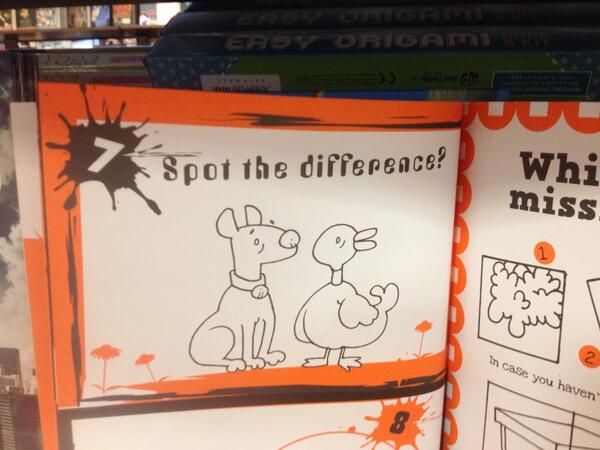 EASY ORIGAMI
EASY ORIGAMI
7
Spot the difference?
Whi
miss
1
2
In case you haven'
8